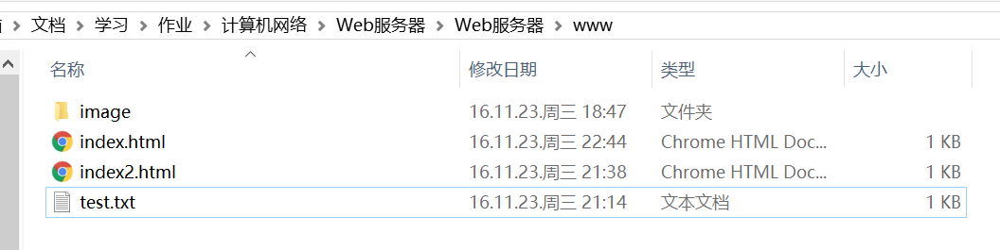 文档 > 学习 > 作业 > 计算机网络 > Web服务器 > Web服务器 > www
名称 修改日期 类型 大小
image 16.11.23.周三 18:47 文件夹
index.html 16.11.23.周三 22:44 Chrome HTML Doc... 1 KB
index2.html 16.11.23.周三 21:38 Chrome HTML Doc... 1 KB
test.txt 16.11.23.周三 21:14 文本文档 1 KB